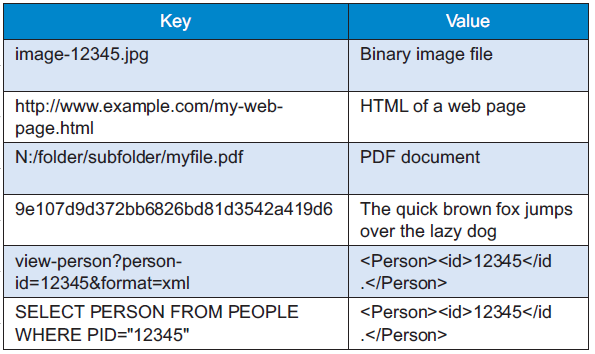 Key
Value
image-12345.jpg
Binary image file
http://www.example.com/my-web-
page.html
HTML of a web page
N:/folder/subfolder/myfile.pdf
PDF document
9e107d9d372bb6826bd81d3542a419d6
The quick brown fox jumps
over the lazy dog
view-person?person-
id=12345&format=xml
<Person><id>12345</id
.</Person>
SELECT PERSON FROM PEOPLE
WHERE PID="12345"
<Person><id>12345</id
.</Person>